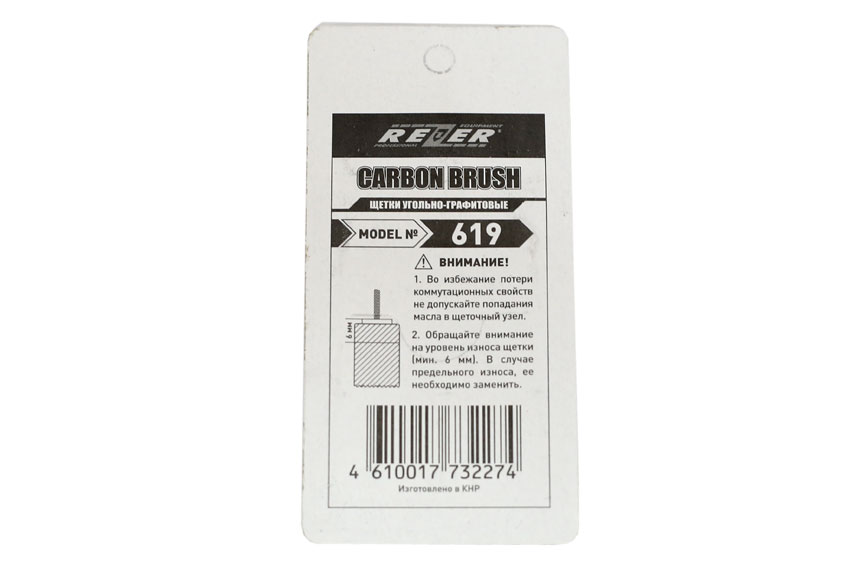 EQUIPMENT
REZER®
PROFESSIONAL
CARBON BRUSH
ЩЕТКИ УГОЛЬНО-ГРАФИТОВЫЕ
MODEL № 619
ВНИМАНИЕ!
1. Во избежание потери
коммутационных свойств
не допускайте попадания
масла в щеточный узел.
6 мм
2. Обращайте внимание
на уровень износа щетки
(мин. 6 мм). В случае
предельного износа, ее
необходимо заменить.
4 610017 732274
Изготовлено в КНР